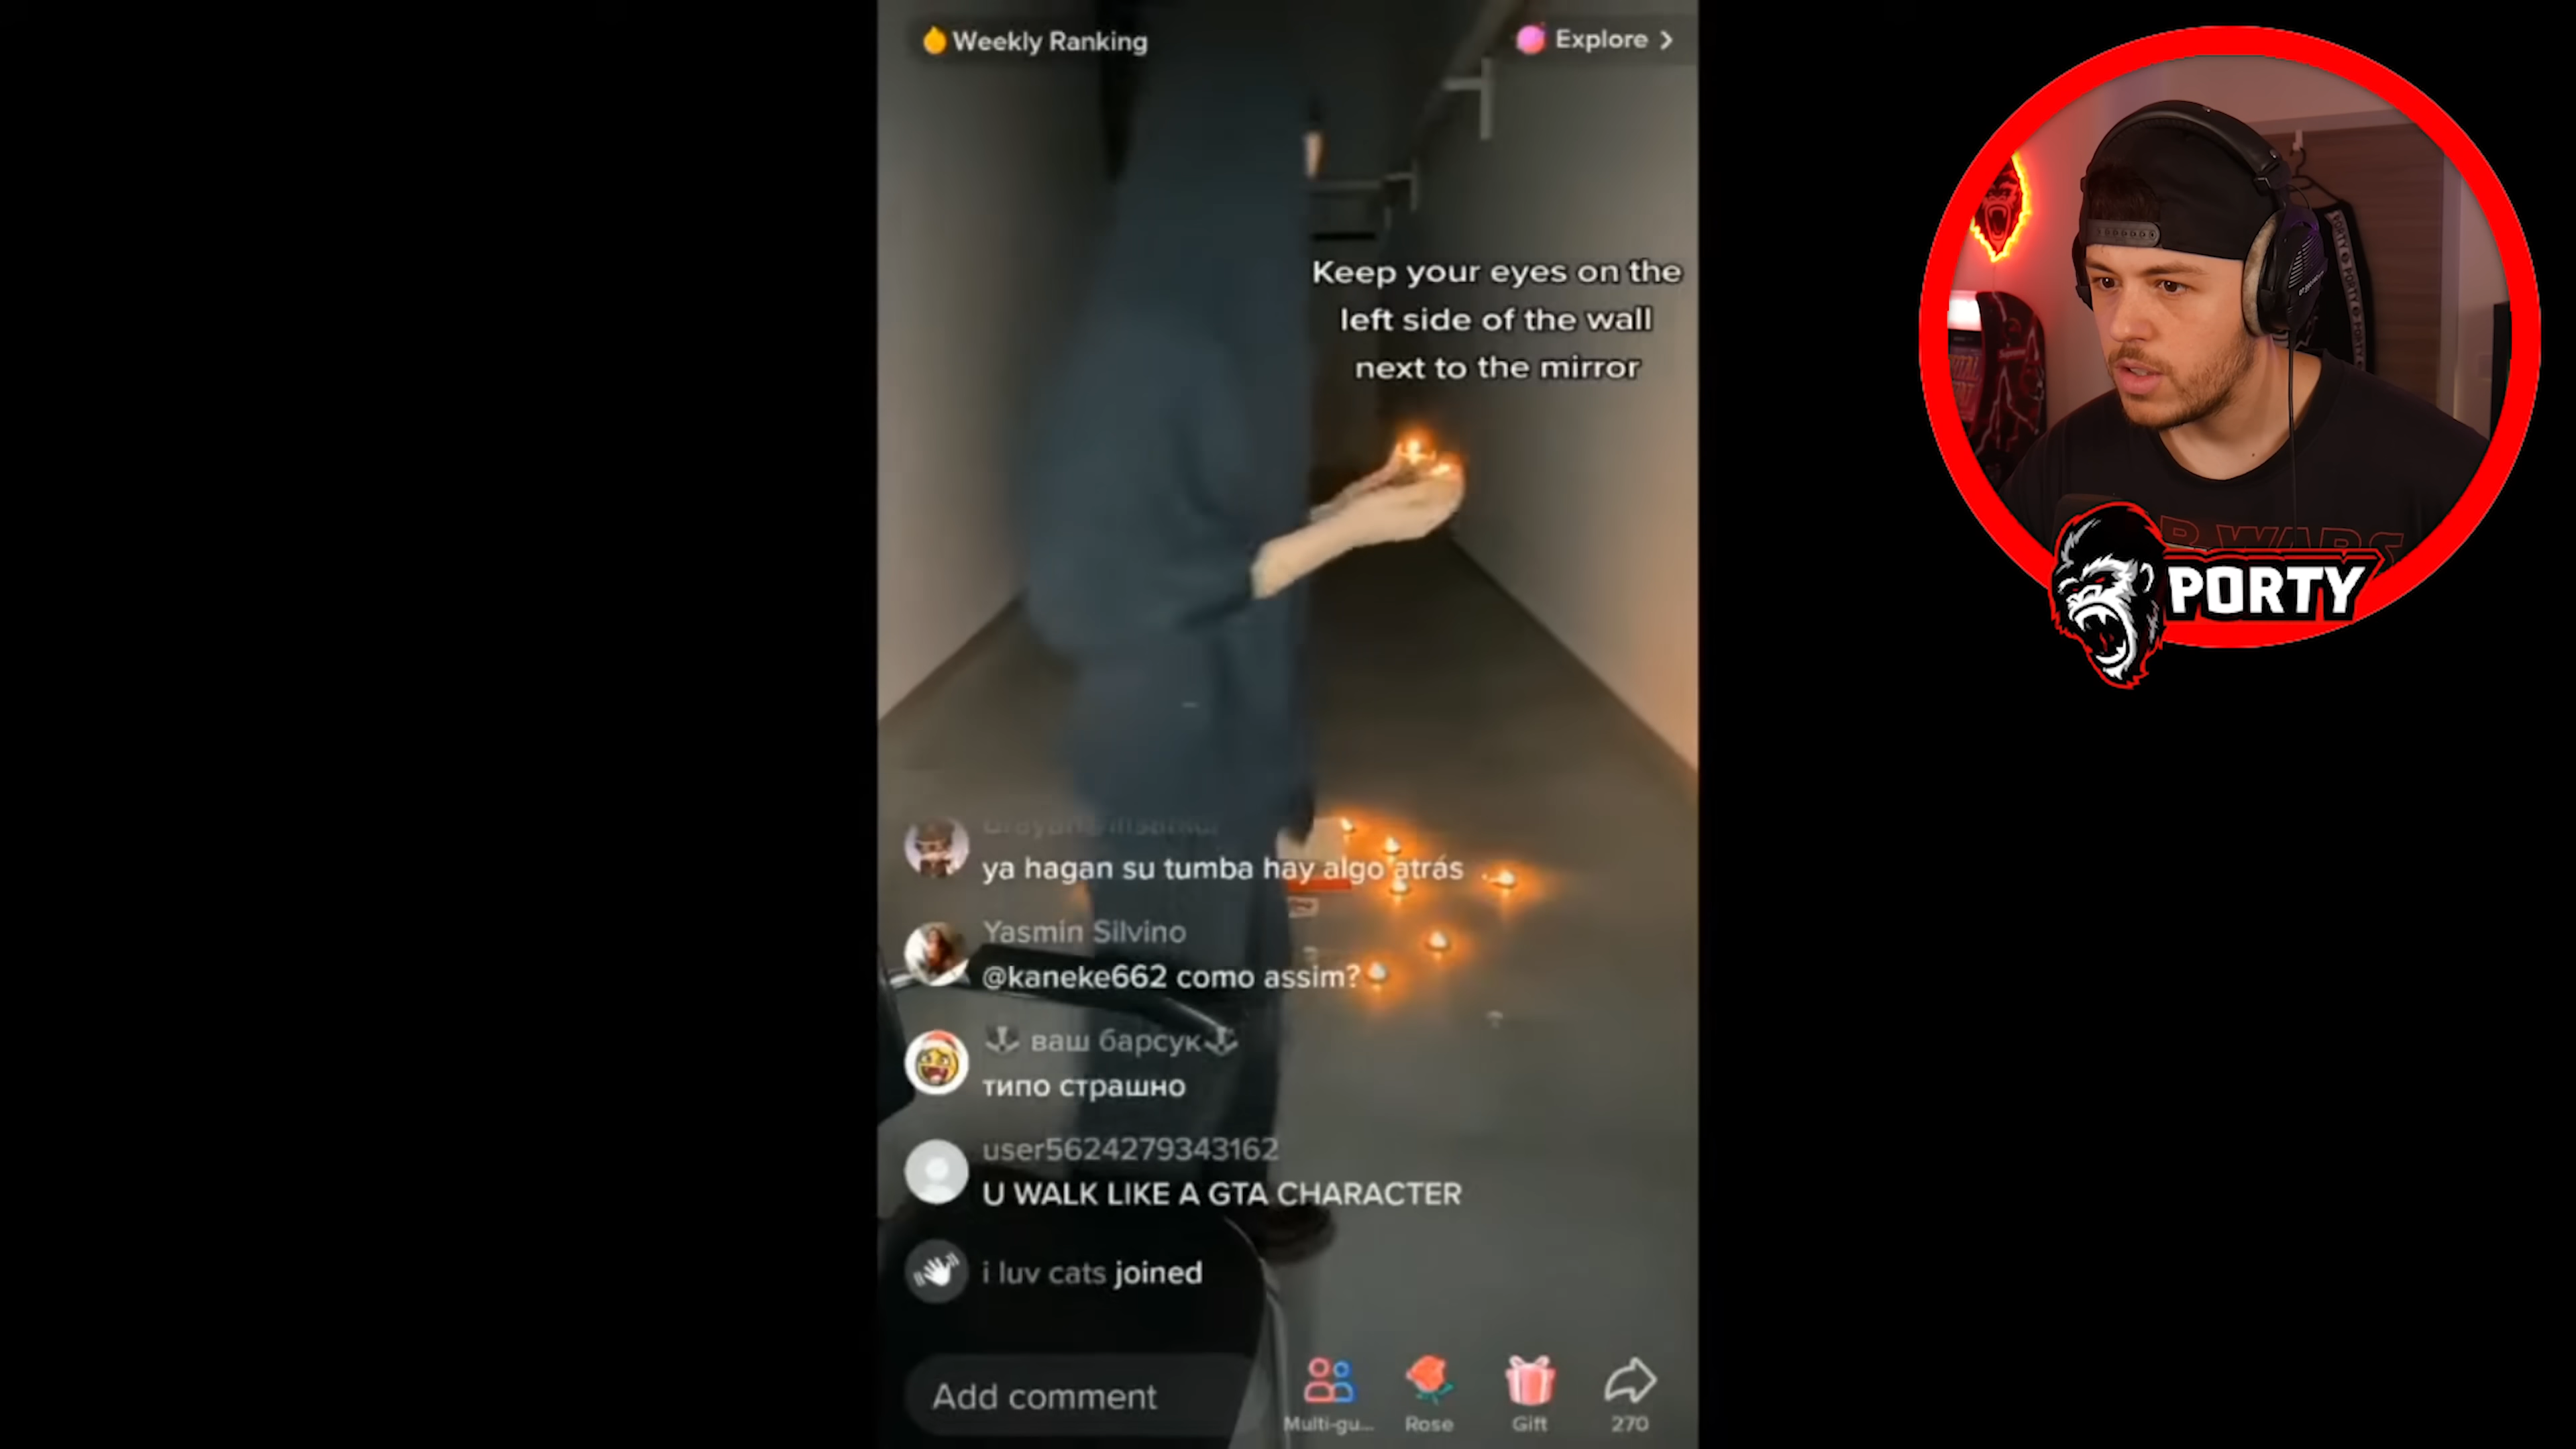 Weekly Ranking
Explore >
Keep your eyes on the
left side of the wall
next to the mirror
PORTY
ya hagan su tumba hay algo atrás
Yasmin Silvino
@kaneke662 como assim?
ваш барсук
типо страшно
user5624279343162
U WALK LIKE A GTA CHARACTER
i luv cats joined
Add comment
Multi-gu...
Rose
Gift
270